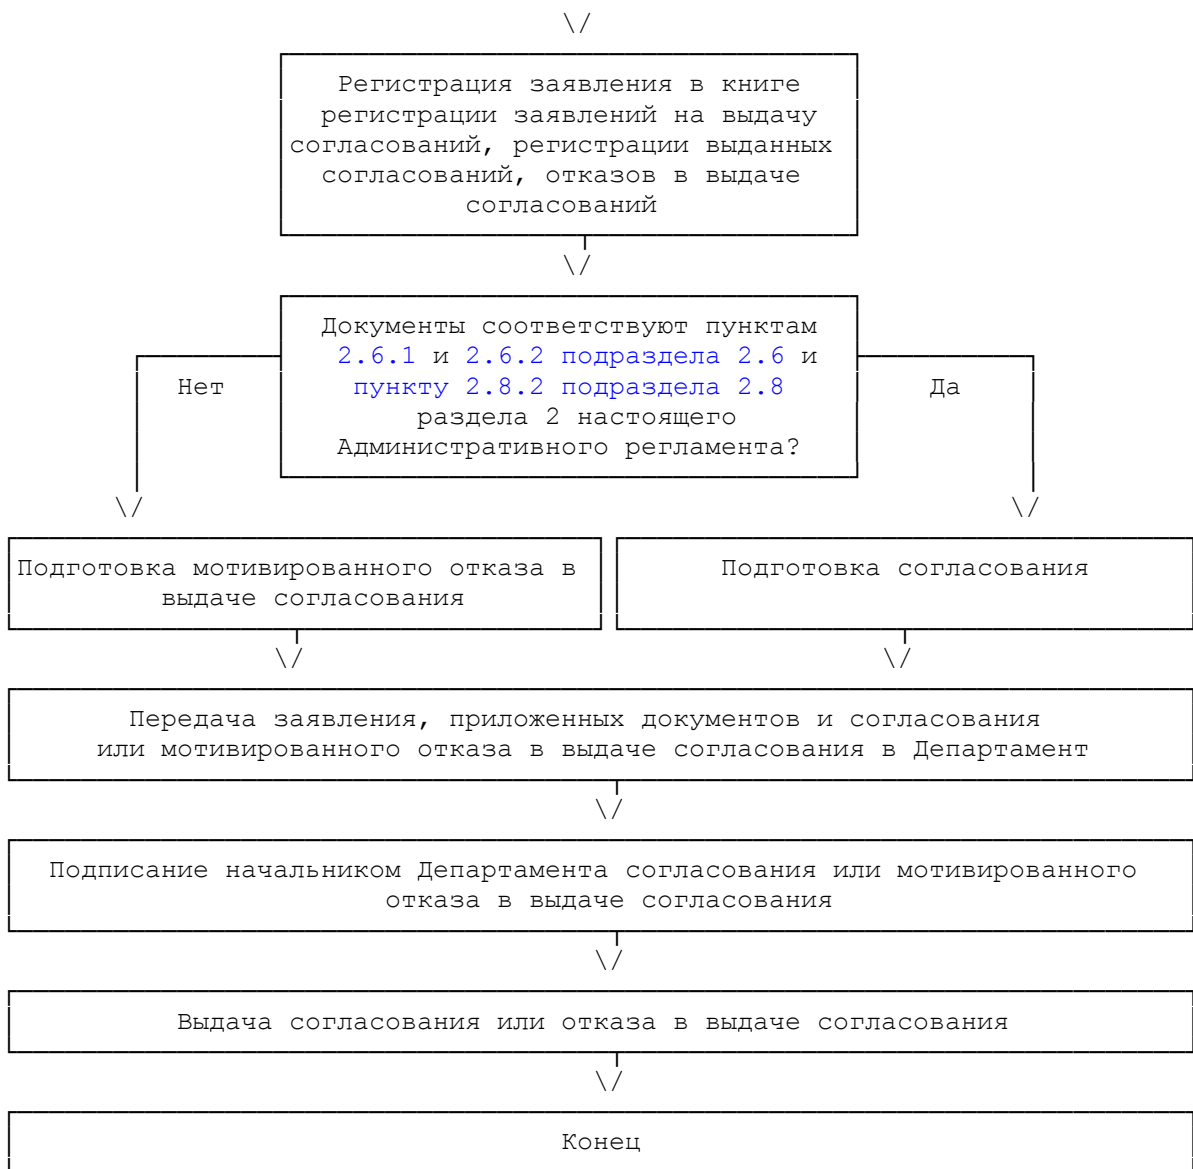 \/
Регистрация заявления в книге
регистрации заявлений на выдачу
согласований, регистрации выданных
согласований, отказов в выдаче
согласований
\/
Документы соответствуют пунктам
2.6.1 и 2.6.2 подраздела 2.6 и
Нет
пункту 2.8.2 подраздела 2.8
Да
раздела 2 настоящего
Административного регламента?
\/ \/
Подготовка мотивированного отказа в
выдаче согласования
Подготовка согласования
\/ \/
Передача заявления, приложенных документов и согласования
или мотивированного отказа в выдаче согласования в Департамент
\/
Подписание начальником Департамента согласования или мотивированного
отказа в выдаче согласования
\/
Выдача согласования или отказа в выдаче согласования
\/
Конец